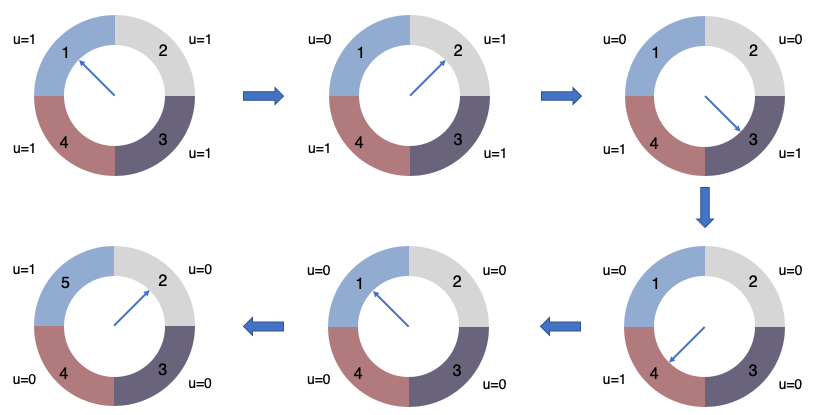 u=1 1 2 u=1
u=1 4 3 u=1
u=0 1 2 u=1
u=1 4 3 u=1
u=0 1 2 u=0
u=1 4 3 u=1
u=0 1 2 u=0
u=1 4 3 u=0
u=0 1 2 u=0
u=0 4 3 u=0
u=1 5 2 u=0
u=0 4 3 u=0